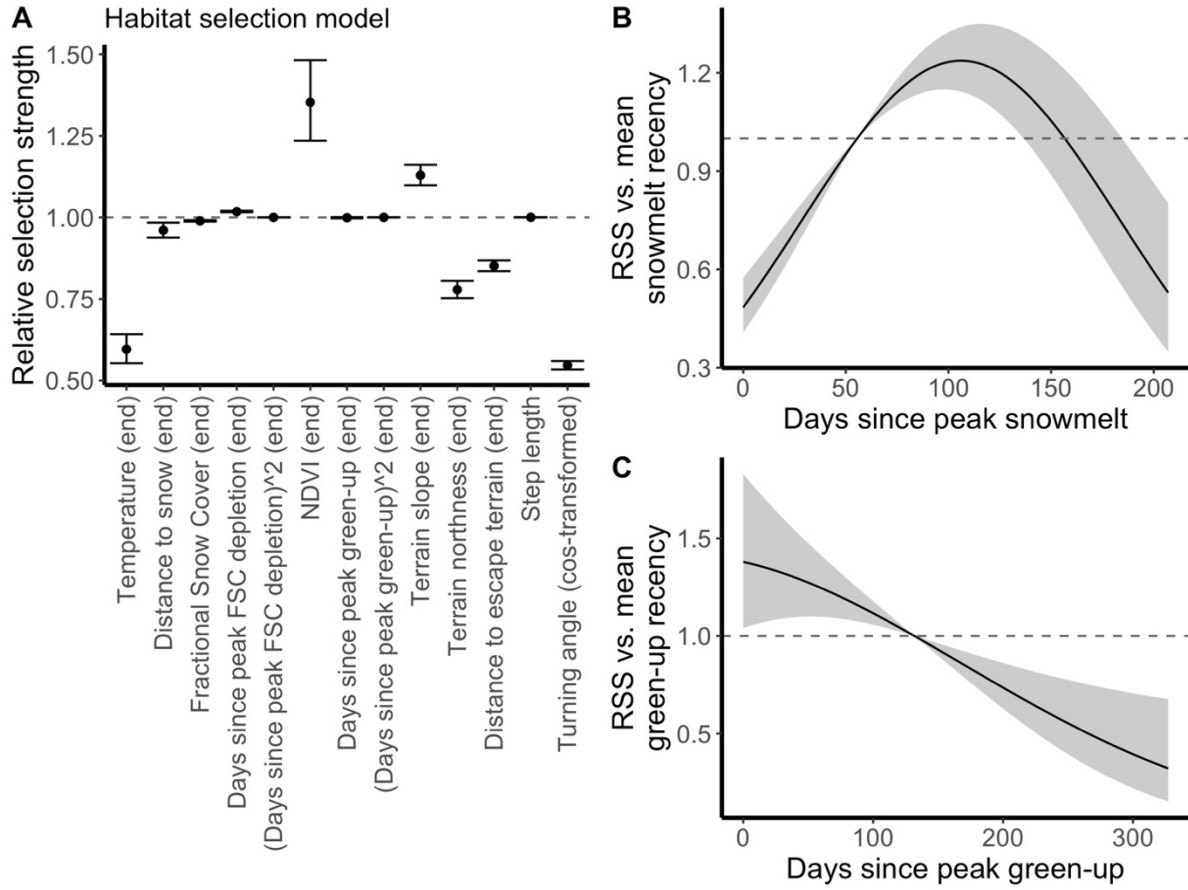 A
Habitat selection model
Relative selection strength
1.50
1.25
1.00
0.75
0.50
Temperature (end)
Distance to snow (end)
Fractional Snow Cover (end)
Days since peak FSC depletion (end)
(Days since peak FSC depletion)^2 (end)
NDVI (end)
Days since peak green-up (end)
(Days since peak green-up)^2 (end)
Terrain slope (end)
Terrain northness (end)
Distance to escape terrain (end)
Step length
Turning angle (cos-transformed)
B
RSS vs. mean
snowmelt recency
1.2
0.9
0.6
0.3
0
50
100
150
200
Days since peak snowmelt
C
RSS vs. mean
green-up recency
1.5
1.0
0.5
0
100
200
300
Days since peak green-up